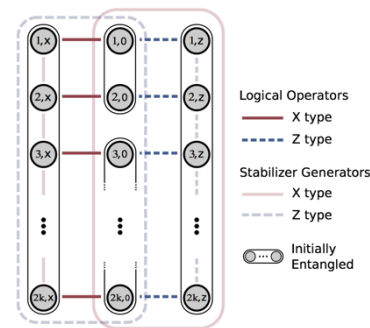 1,x 1,0 1,z
2,x 2,0 2,z
3,x 3,0 3,z
2k,x 2k,0 2k,z
Logical Operators
X type
Z type
Stabilizer Generators
X type
Z type
Initially
Entangled